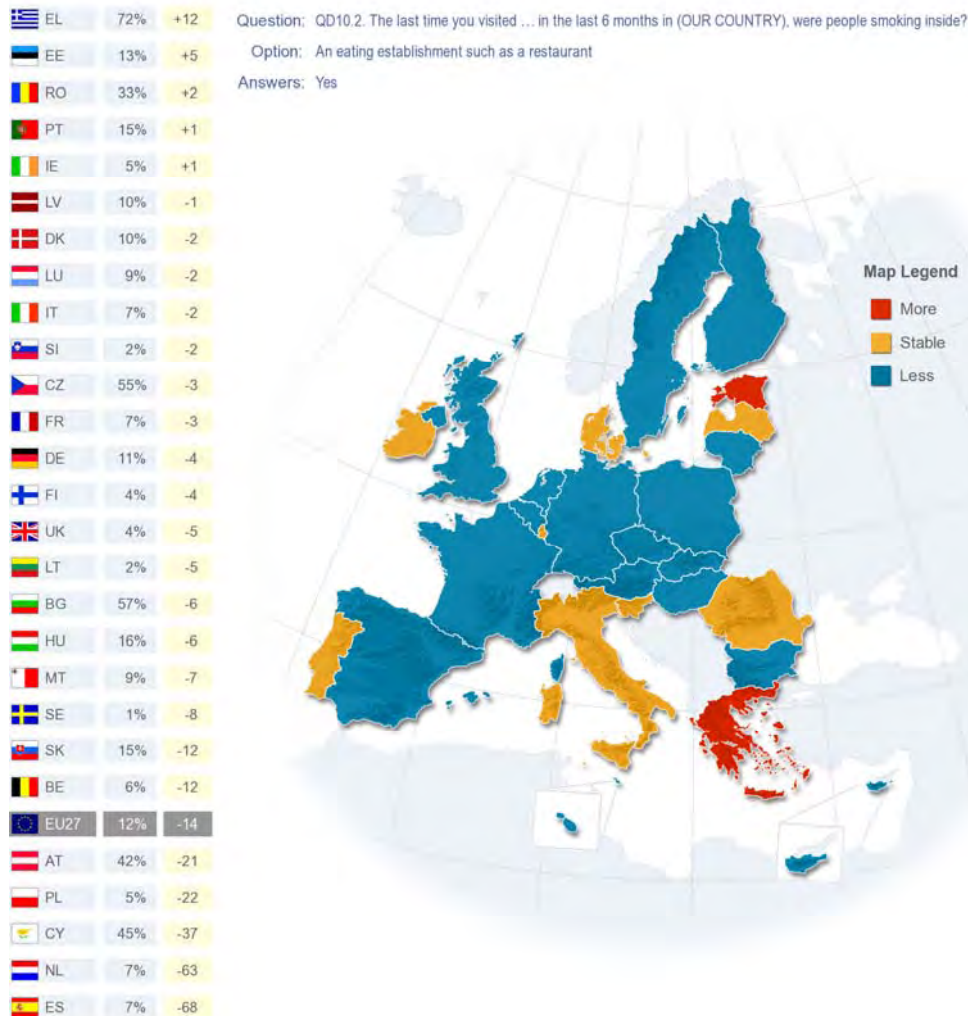 Question: QD10.2. The last time you visited ... in the last 6 months in (OUR COUNTRY), were people smoking inside?
Option: An eating establishment such as a restaurant
Answers: Yes
EL 72% +12
EE 13% +5
RO 33% +2
PT 15% +1
IE 5% +1
LV 10% -1
DK 10% -2
LU 9% -2
IT 7% -2
SI 2% -2
CZ 55% -3
FR 7% -3
DE 11% -4
FI 4% -4
UK 4% -5
LT 2% -5
BG 57% -6
HU 16% -6
MT 9% -7
SE 1% -8
SK 15% -12
BE 6% -12
EU27 12% -14
AT 42% -21
PL 5% -22
CY 45% -37
NL 7% -63
ES 7% -68
Map Legend
More
Stable
Less